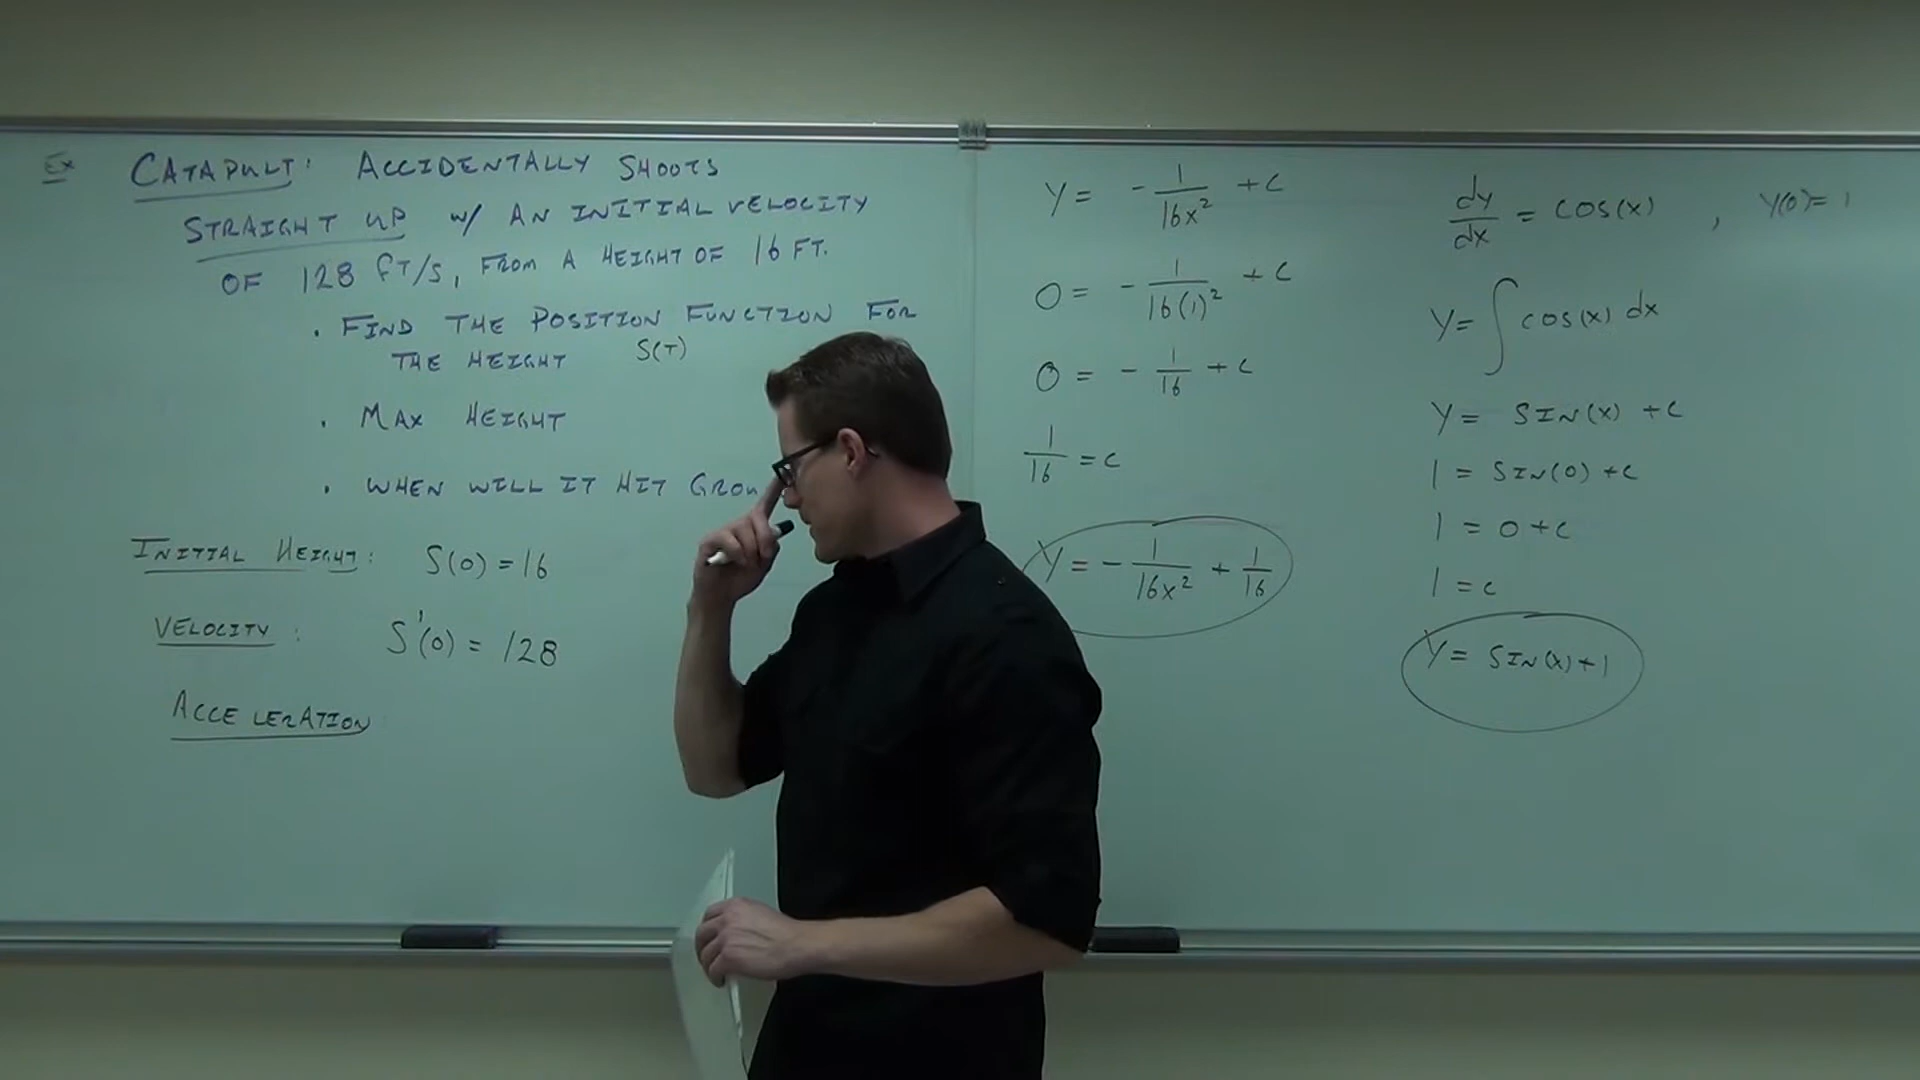 Ex CATAPULT: ACCIDENTALLY SHOOTS
STRAIGHT UP W/ AN INITIAL VELOCITY
OF 128 FT/S, FROM A HEIGHT OF 16 FT.
. FIND THE POSITION FUNCTION FOR
THE HEIGHT S(T)
. MAX HEIGHT
. WHEN WILL IT HIT
INITIAL HEIGHT: S(0) = 16
VELOCITY: S'(0) = 128
ACCELERATION
Y = - 1/16x² + C
0 = - 1/16(1)² + C
0 = - 1/16 + C
1/16 = C
Y = - 1/16x² + 1/16
dy/dx = COS(X), Y(0) = 1
Y = ∫ COS(X) dX
Y = SIN(X) + C
1 = SIN(0) + C
1 = 0 + C
1 = C
Y = SIN(X) + 1